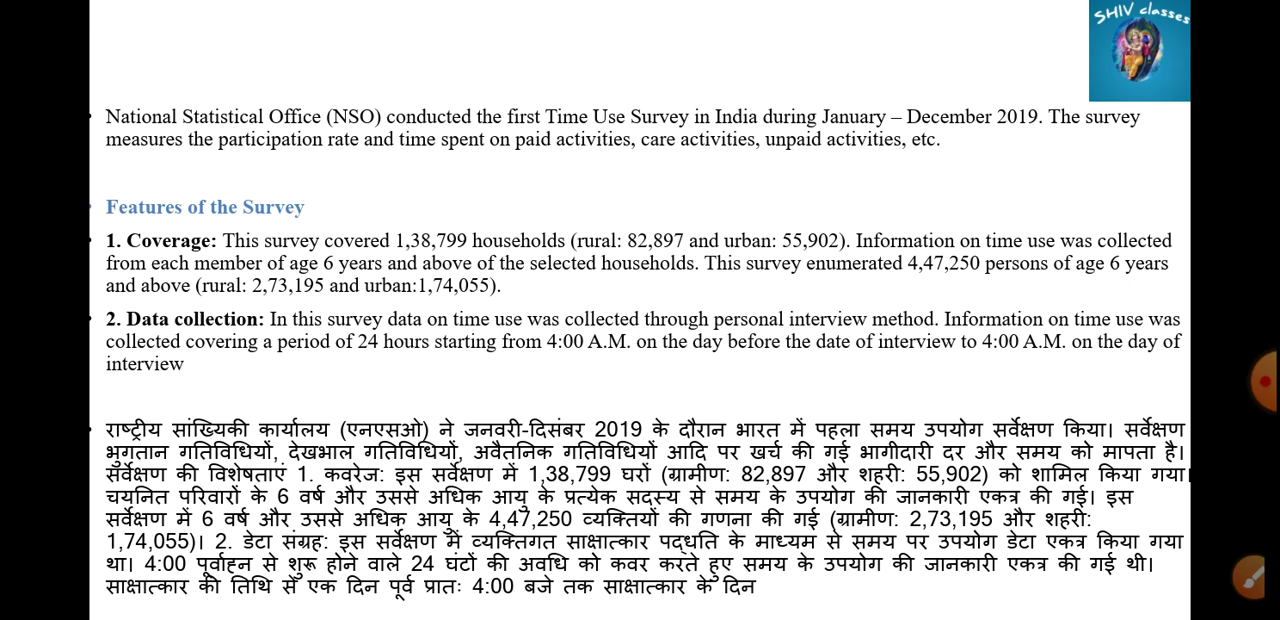 SHIV classes
National Statistical Office (NSO) conducted the first Time Use Survey in India during January – December 2019. The survey
measures the participation rate and time spent on paid activities, care activities, unpaid activities, etc.
Features of the Survey
1. Coverage: This survey covered 1,38,799 households (rural: 82,897 and urban: 55,902). Information on time use was collected
from each member of age 6 years and above of the selected households. This survey enumerated 4,47,250 persons of age 6 years
and above (rural: 2,73,195 and urban:1,74,055).
2. Data collection: In this survey data on time use was collected through personal interview method. Information on time use was
collected covering a period of 24 hours starting from 4:00 A.M. on the day before the date of interview to 4:00 A.M. on the day of
interview
राष्ट्रीय सांख्यिकी कार्यालय (एनएसओ) ने जनवरी-दिसंबर 2019 के दौरान भारत में पहला समय उपयोग सर्वेक्षण किया। सर्वेक्षण
भुगतान गतिविधियों, देखभाल गतिविधियों, अवैतनिक गतिविधियों आदि पर खर्च की गई भागीदारी दर और समय को मापता है।
सर्वेक्षण की विशेषताएं 1. कवरेज: इस सर्वेक्षण में 1,38,799 घरों (ग्रामीण: 82,897 और शहरी: 55,902) को शामिल किया गया।
चयनित परिवारों के 6 वर्ष और उससे अधिक आयु के प्रत्येक सदस्य से समय के उपयोग की जानकारी एकत्र की गई। इस
सर्वेक्षण में 6 वर्ष और उससे अधिक आयु के 4,47,250 व्यक्तियों की गणना की गई (ग्रामीण: 2,73,195 और शहरी:
1,74,055)। 2. डेटा संग्रह: इस सर्वेक्षण में व्यक्तिगत साक्षात्कार पद्धति के माध्यम से समय पर उपयोग डेटा एकत्र किया गया
था। 4:00 पूर्वाह्न से शुरू होने वाले 24 घंटों की अवधि को कवर करते हुए समय के उपयोग की जानकारी एकत्र की गई थी।
साक्षात्कार की तिथि से एक दिन पूर्व प्रातः 4:00 बजे तक साक्षात्कार के दिन